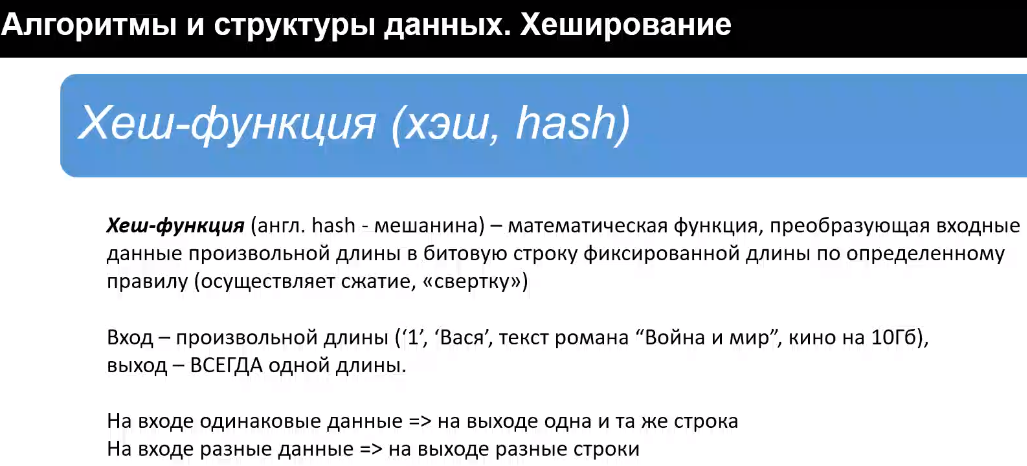 Алгоритмы и структуры данных. Хеширование
Хеш-функция (хэш, hash)
Хеш-функция (англ. hash - мешанина) – математическая функция, преобразующая входные
данные произвольной длины в битовую строку фиксированной длины по определенному
правилу (осуществляет сжатие, «свертку»)
Вход – произвольной длины (‘1’, ‘Вася’, текст романа “Война и мир”, кино на 10Гб),
выход – ВСЕГДА одной длины.
На входе одинаковые данные => на выходе одна и та же строка
На входе разные данные => на выходе разные строки